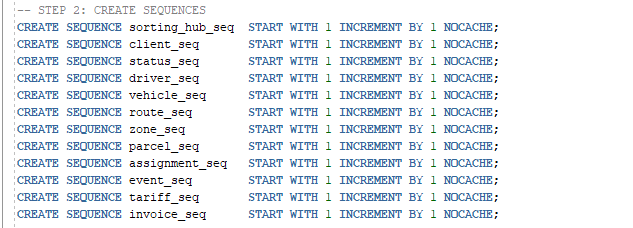 -- STEP 2: CREATE SEQUENCES
CREATE SEQUENCE sorting_hub_seq  START WITH 1 INCREMENT BY 1 NOCACHE;
CREATE SEQUENCE client_seq       START WITH 1 INCREMENT BY 1 NOCACHE;
CREATE SEQUENCE status_seq       START WITH 1 INCREMENT BY 1 NOCACHE;
CREATE SEQUENCE driver_seq       START WITH 1 INCREMENT BY 1 NOCACHE;
CREATE SEQUENCE vehicle_seq      START WITH 1 INCREMENT BY 1 NOCACHE;
CREATE SEQUENCE route_seq        START WITH 1 INCREMENT BY 1 NOCACHE;
CREATE SEQUENCE zone_seq         START WITH 1 INCREMENT BY 1 NOCACHE;
CREATE SEQUENCE parcel_seq       START WITH 1 INCREMENT BY 1 NOCACHE;
CREATE SEQUENCE assignment_seq   START WITH 1 INCREMENT BY 1 NOCACHE;
CREATE SEQUENCE event_seq        START WITH 1 INCREMENT BY 1 NOCACHE;
CREATE SEQUENCE tariff_seq       START WITH 1 INCREMENT BY 1 NOCACHE;
CREATE SEQUENCE invoice_seq      START WITH 1 INCREMENT BY 1 NOCACHE;